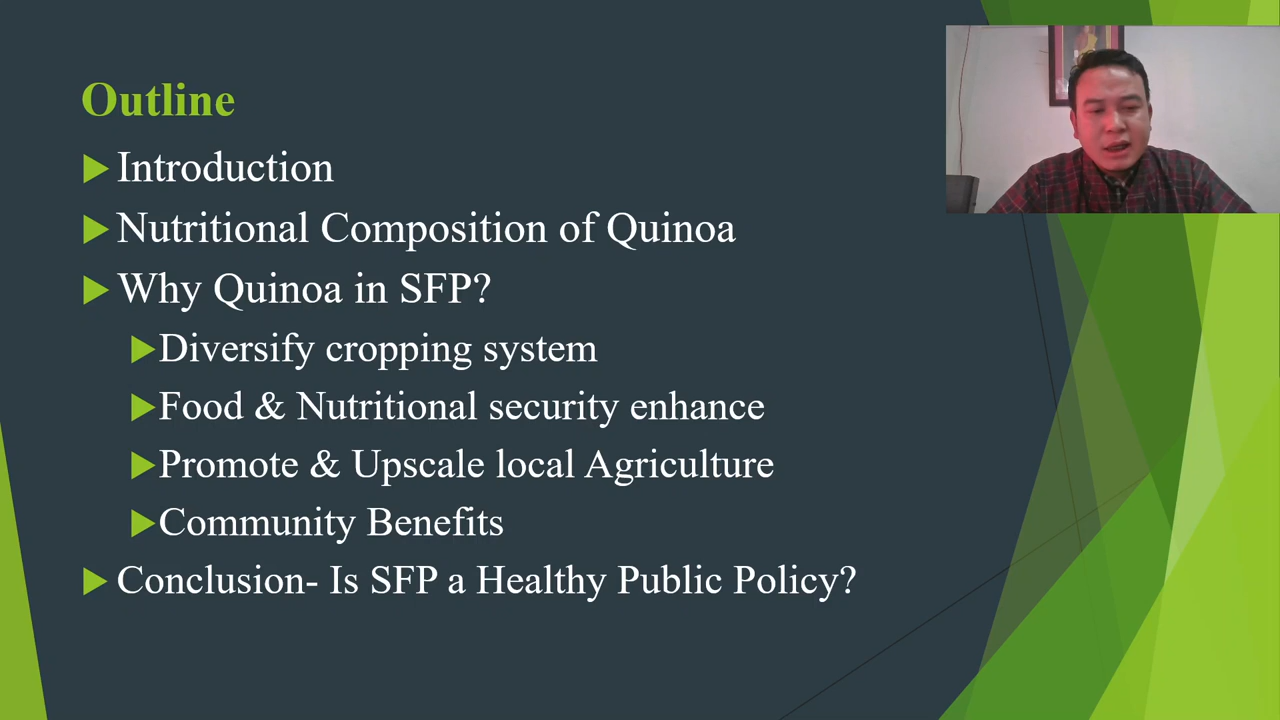 Outline
Introduction
Nutritional Composition of Quinoa
Why Quinoa in SFP?
Diversify cropping system
Food & Nutritional security enhance
Promote & Upscale local Agriculture
Community Benefits
Conclusion- Is SFP a Healthy Public Policy?